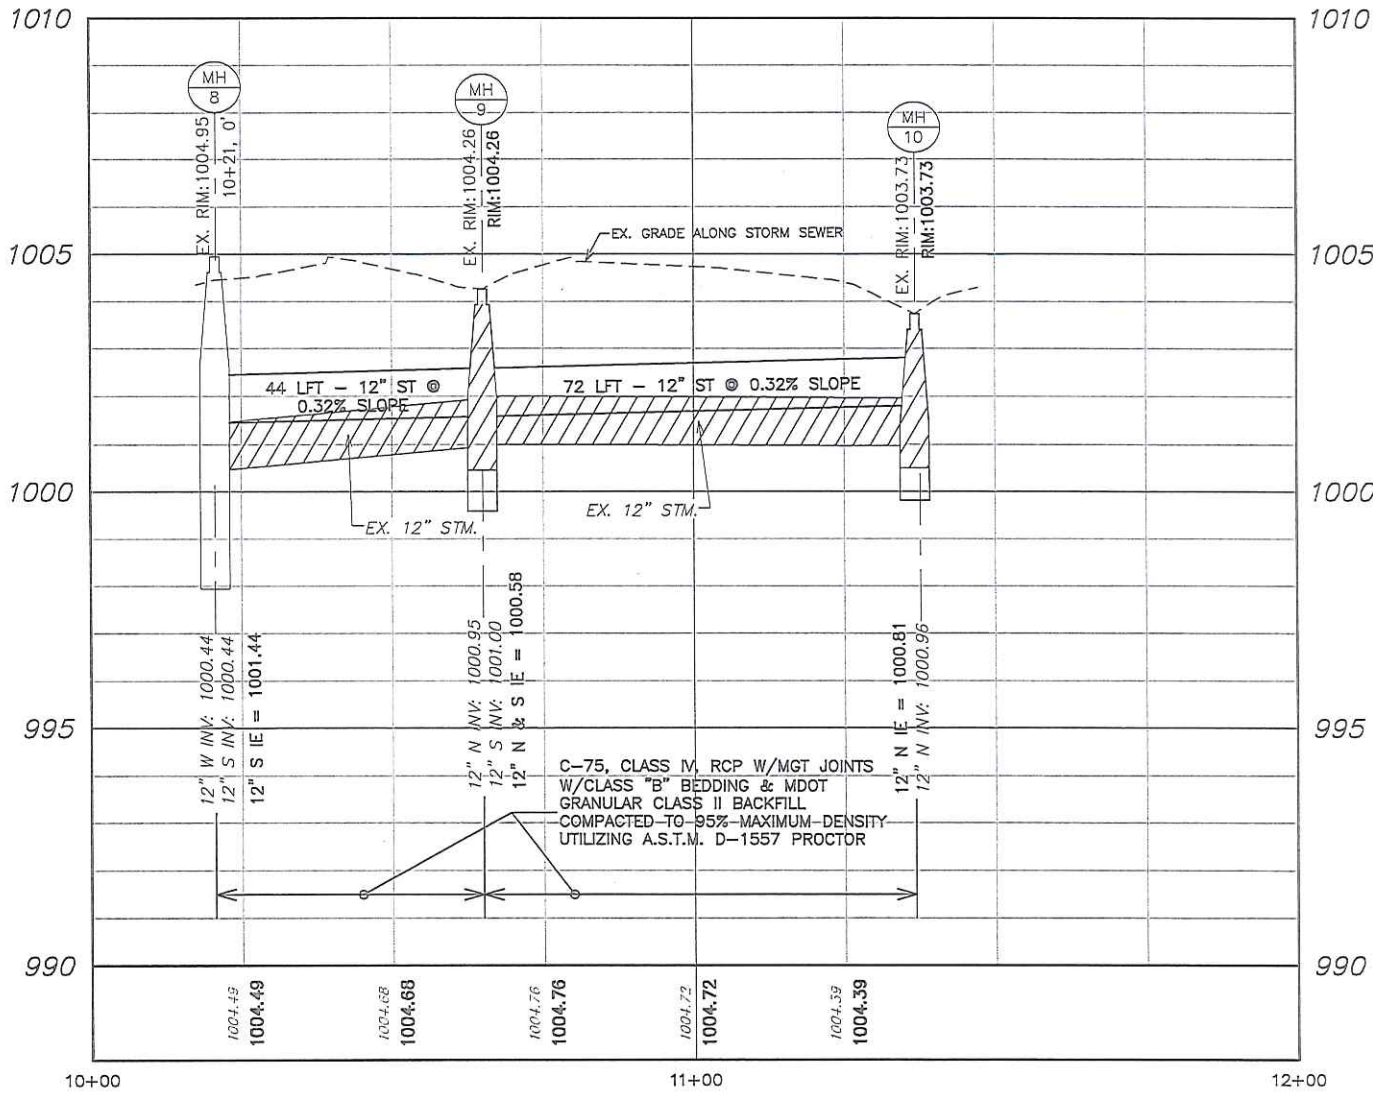 1010
1010
MH
8
MH
9
MH
10
EX. RIM:1004.95
10+21, 0'
EX. RIM:1004.26
RIM:1004.26
EX. RIM:1003.73
RIM:1003.73
EX. GRADE ALONG STORM SEWER
1005
1005
44 LFT – 12" ST @
0.32% SLOPE
72 LFT – 12" ST @ 0.32% SLOPE
1000
1000
EX. 12" STM.
EX. 12" STM.
12" W INV: 1000.44
12" S INV: 1000.44
12" S IE = 1001.44
12" N INV: 1000.95
12" S INV: 1001.00
12" N & S IE = 1000.58
12" N IE = 1000.81
12" N INV: 1000.96
995
995
C–75, CLASS IV, RCP W/MGT JOINTS
W/CLASS "B" BEDDING & MDOT
GRANULAR CLASS II BACKFILL
COMPACTED TO 95% MAXIMUM DENSITY
UTILIZING A.S.T.M. D–1557 PROCTOR
990
990
1004.49
1004.49
1004.68
1004.68
1004.76
1004.76
1004.72
1004.72
1004.39
1004.39
10+00
11+00
12+00